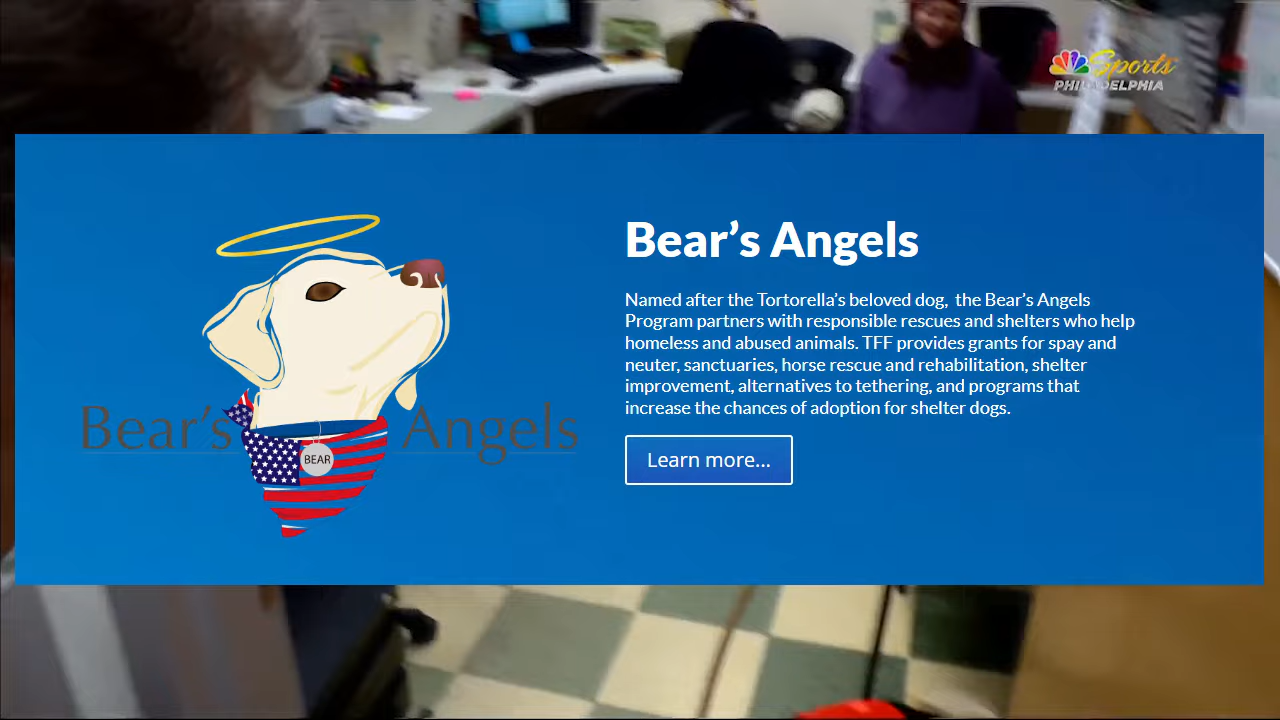 Sports
PHILADELPHIA
Bear’s Angels
Named after the Tortorella’s beloved dog,  the Bear’s Angels
Program partners with responsible rescues and shelters who help
homeless and abused animals. TFF provides grants for spay and
neuter, sanctuaries, horse rescue and rehabilitation, shelter
improvement, alternatives to tethering, and programs that
increase the chances of adoption for shelter dogs.
Learn more...
Bear’s Angels
BEAR